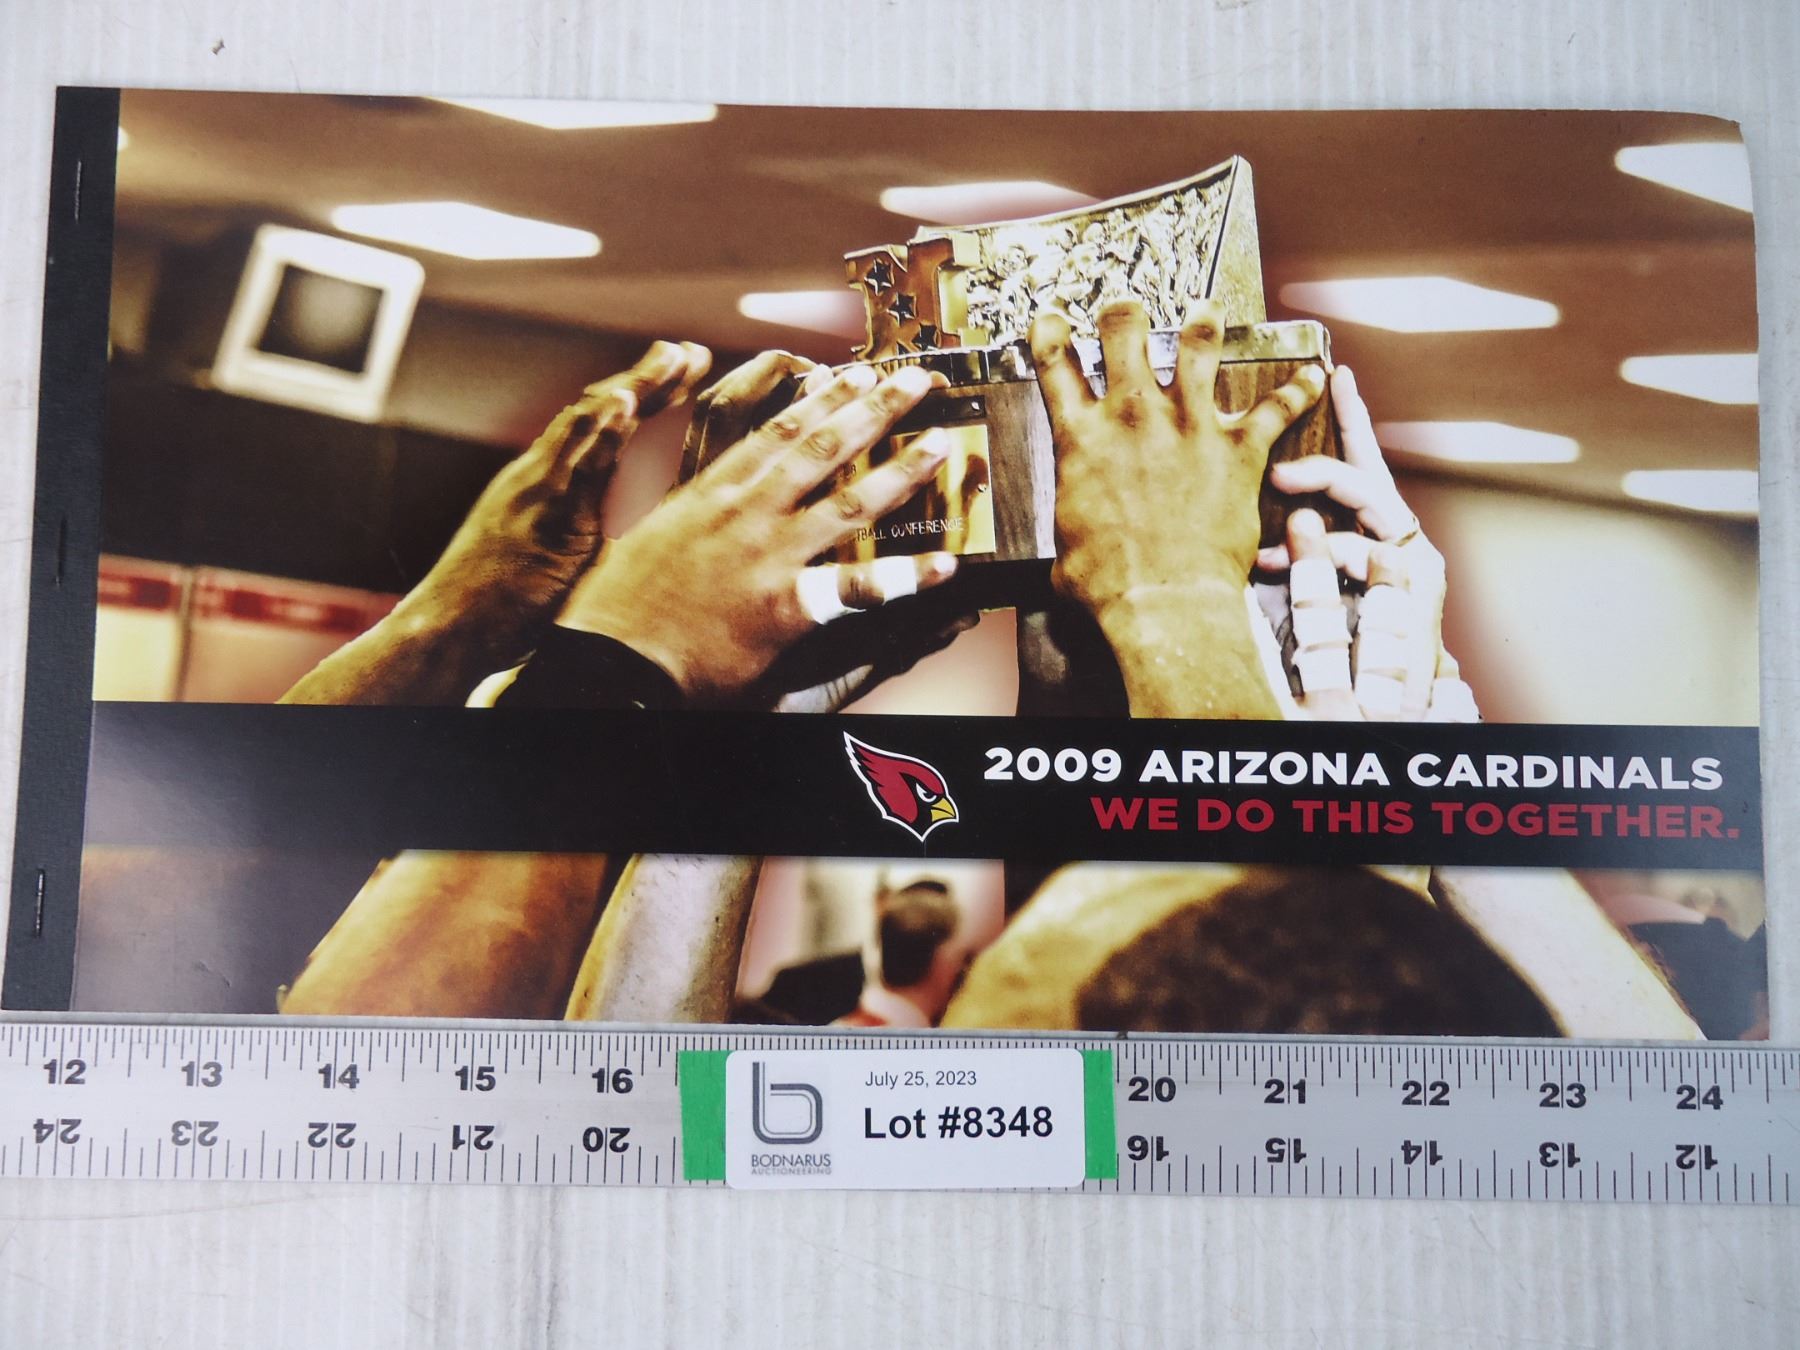 TBALL CONFERENCE
2009 ARIZONA CARDINALS
WE DO THIS TOGETHER.
12 13 14 15 16 20 21 22 23 24
24 23 22 21 20 16 15 14 13 12
July 25, 2023
Lot #8348
BODNARUS
AUCTIONEERING